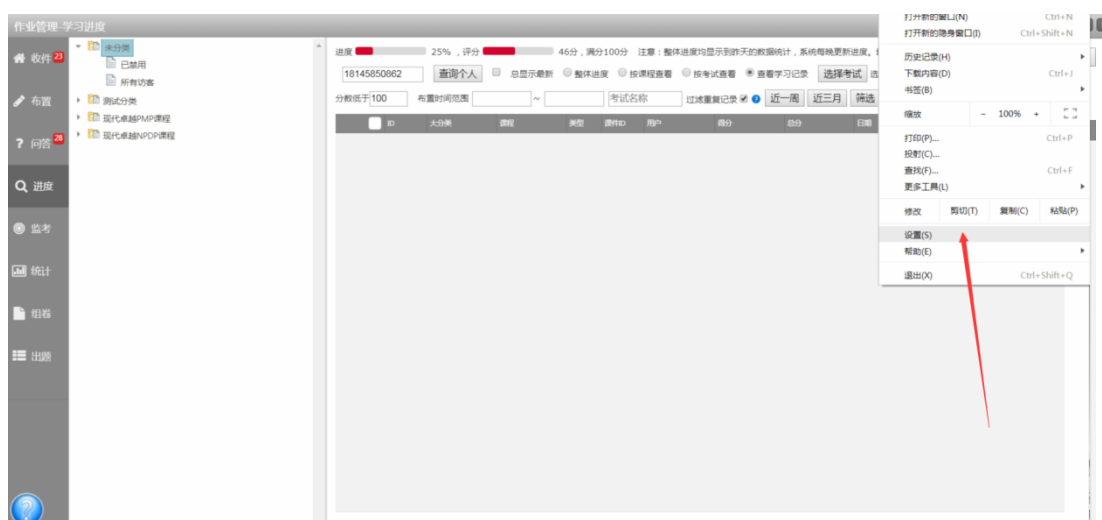 作业管理-学习进度
收件 23
布置
问答 28
进度
监考
统计
组卷
出题
未分类
已禁用
所有访客
测试分类
现代卓越PMP课程
现代卓越NPDP课程
进度 25% ，评分 46分，满分100分 注意：整体进度均显示到昨天的数据统计，系统每晚更新进度。
18145850862 查询个人 总显示最新 整体进度 按课程查看 按考试查看 查看学习记录 选择考试 选
分数低于 100 布置时间范围 ~ 考试名称 过滤重复记录 近一周 近三月 筛选
ID 大分类 课程 类型 课件ID 用户 得分 总分 日期
打开新的窗口(N) Ctrl+N
打开新的隐身窗口(I) Ctrl+Shift+N
历史记录(H)
下载内容(D) Ctrl+J
书签(B)
缩放 - 100% +
打印(P)... Ctrl+P
投射(C)...
查找(F)... Ctrl+F
更多工具(L)
修改 剪切(T) 复制(C) 粘贴(P)
设置(S)
帮助(E)
退出(X) Ctrl+Shift+Q